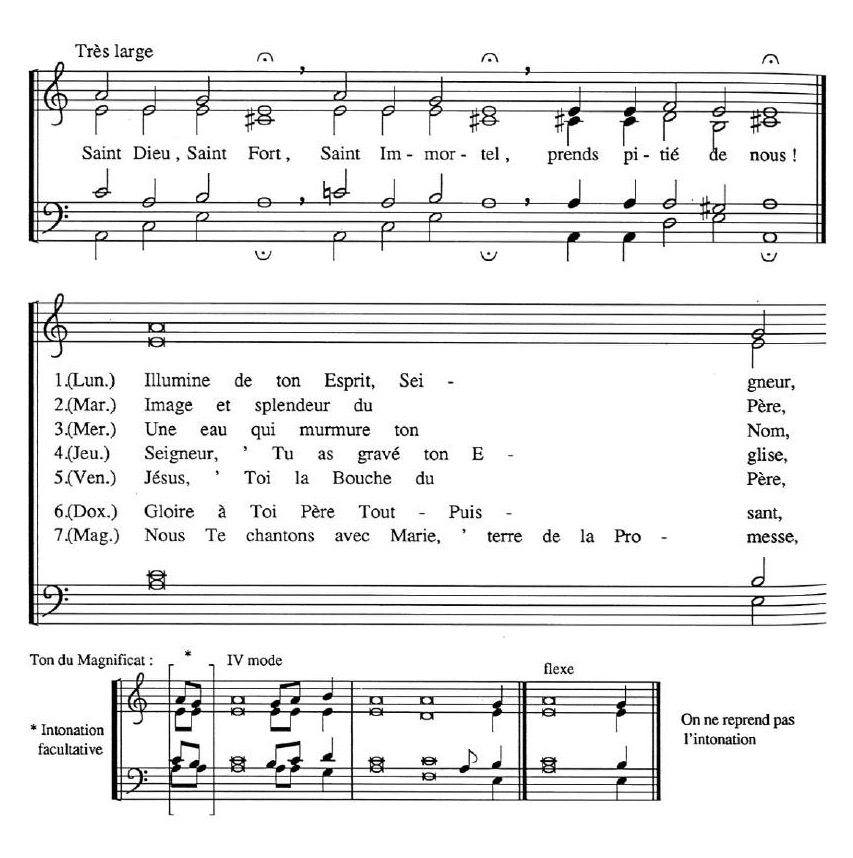 Très large
Saint Dieu, Saint Fort, Saint Im - mor - tel, prends pi - tié de nous !
1.(Lun.) Illumine de ton Esprit, Sei - gneur,
2.(Mar.) Image et splendeur du Père,
3.(Mer.) Une eau qui murmure ton Nom,
4.(Jeu.) Seigneur, ’ Tu as gravé ton E - glise,
5.(Ven.) Jésus, ’ Toi la Bouche du Père,
6.(Dox.) Gloire à Toi Père Tout - Puis - sant,
7.(Mag.) Nous Te chantons avec Marie, ’ terre de la Pro - messe,
Ton du Magnificat : * IV mode
flexe
* Intonation
facultative
On ne reprend pas
l’intonation